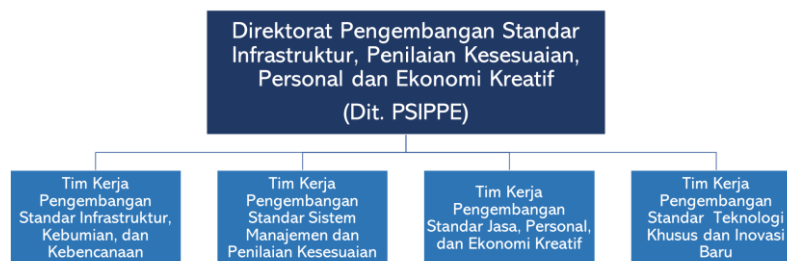 Direktorat Pengembangan Standar
Infrastruktur, Penilaian Kesesuaian,
Personal dan Ekonomi Kreatif
(Dit. PSIPPE)
Tim Kerja
Pengembangan
Standar Infrastruktur,
Kebumian, dan
Kebencanaan
Tim Kerja
Pengembangan
Standar Sistem
Manajemen dan
Penilaian Kesesuaian
Tim Kerja
Pengembangan
Standar Jasa, Personal,
dan Ekonomi Kreatif
Tim Kerja
Pengembangan
Standar Teknologi
Khusus dan Inovasi
Baru